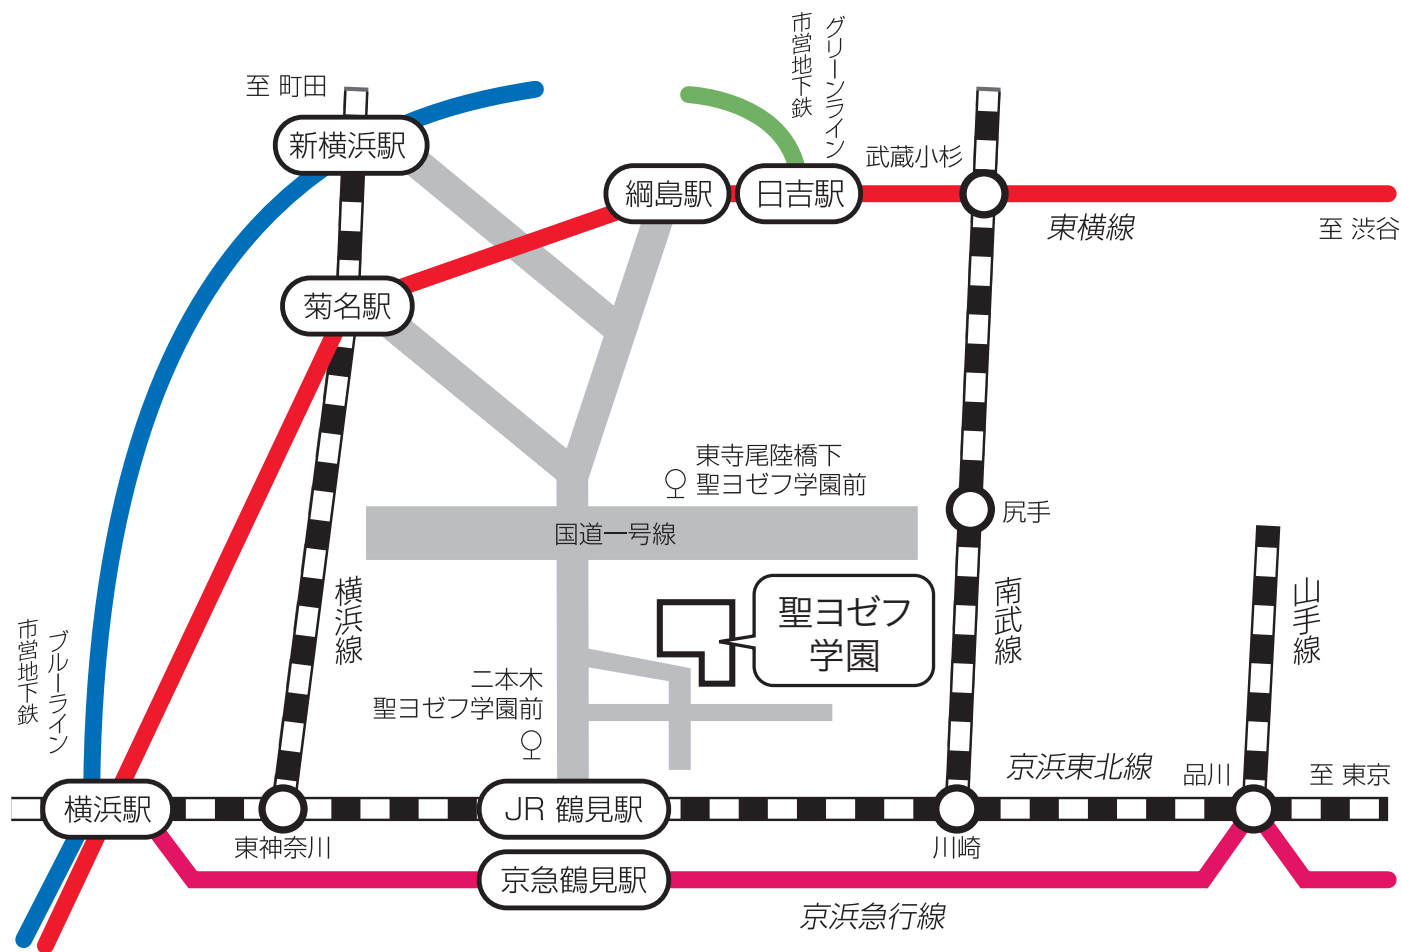 市営地下鉄
グリーンライン
至 町田
新横浜駅
武蔵小杉
綱島駅
日吉駅
東横線
至 渋谷
菊名駅
東寺尾陸橋下
聖ヨゼフ学園前
尻手
国道一号線
横浜線
聖ヨゼフ
学園
南武線
山手線
市営地下鉄
ブルーライン
二本木
聖ヨゼフ学園前
京浜東北線
品川
至 東京
横浜駅
JR 鶴見駅
東神奈川
川崎
京急鶴見駅
京浜急行線